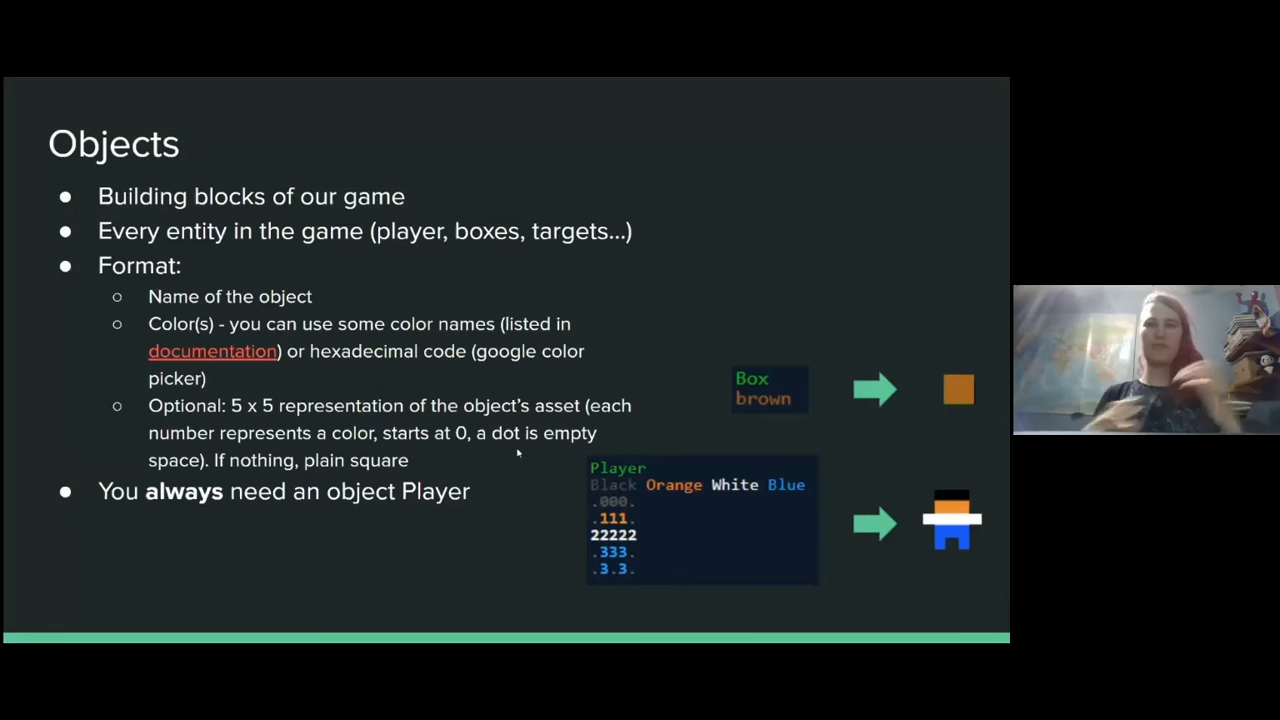 Objects
● Building blocks of our game
● Every entity in the game (player, boxes, targets...)
● Format:
○ Name of the object
○ Color(s) - you can use some color names (listed in
documentation) or hexadecimal code (google color
picker)
○ Optional: 5 x 5 representation of the object's asset (each
number represents a color, starts at 0, a dot is empty
space). If nothing, plain square
● You always need an object Player
Box
brown
Player
Black Orange White Blue
.000.
.111.
22222
.333.
.3.3.